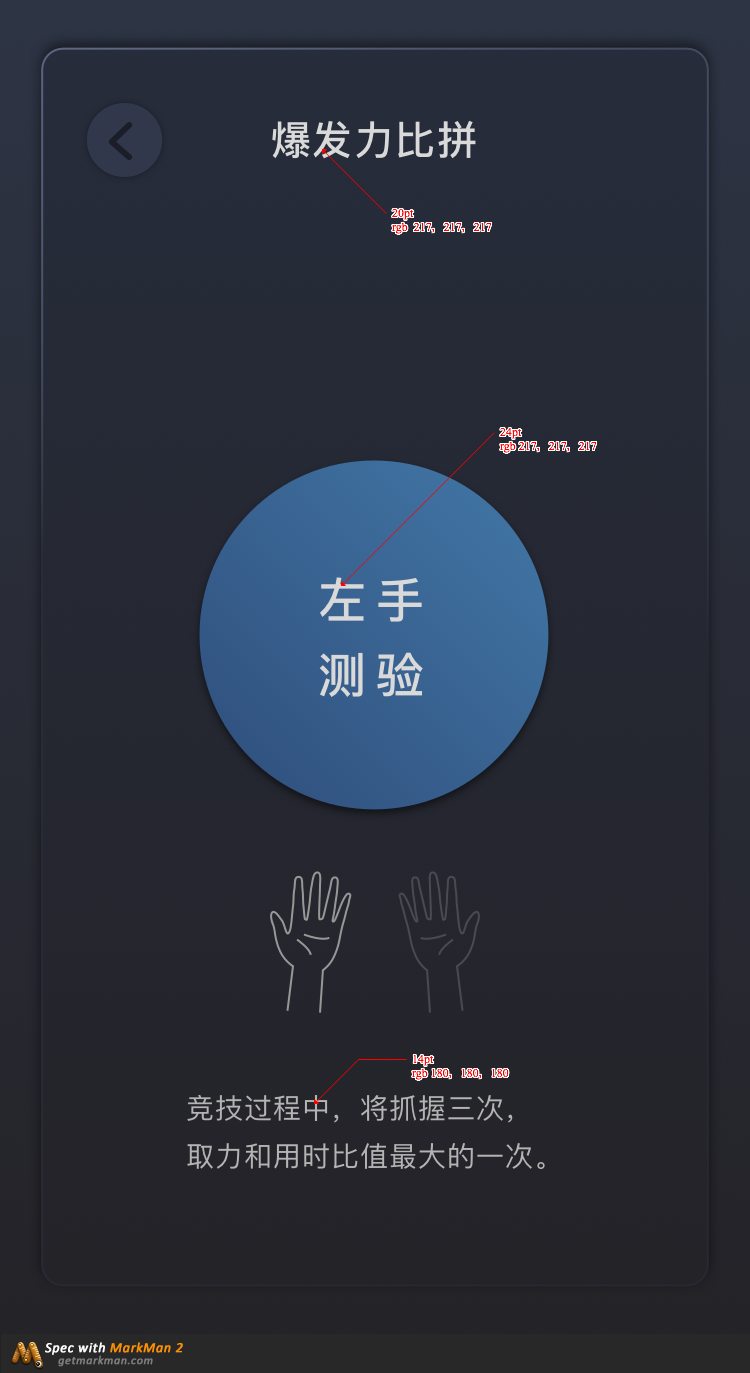 爆发力比拼
20pt
rgb 217，217，217
24pt
rgb 217，217，217
左手
测验
14pt
rgb 180，180，180
竞技过程中，将抓握三次，
取力和用时比值最大的一次。
Spec with MarkMan 2
getmarkman.com